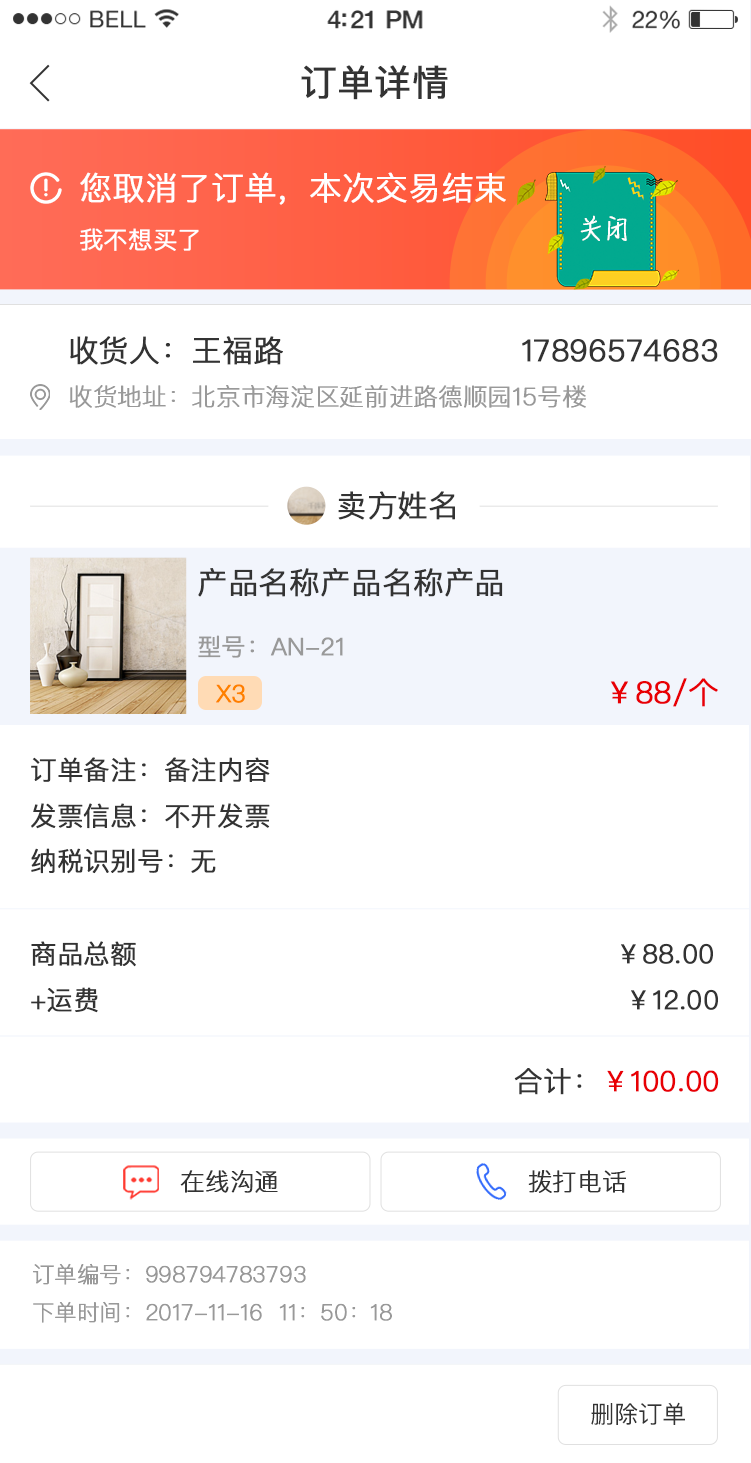 BELL 4:21 PM 22%
订单详情
您取消了订单，本次交易结束
我不想买了
关闭
收货人：王福路 17896574683
收货地址：北京市海淀区延前进路德顺园15号楼
卖方姓名
产品名称产品名称产品
型号：AN-21
X3 ￥88/个
订单备注：备注内容
发票信息：不开发票
纳税识别号：无
商品总额 ￥88.00
+运费 ￥12.00
合计：￥100.00
在线沟通 拨打电话
订单编号：998794783793
下单时间：2017-11-16 11：50：18
删除订单